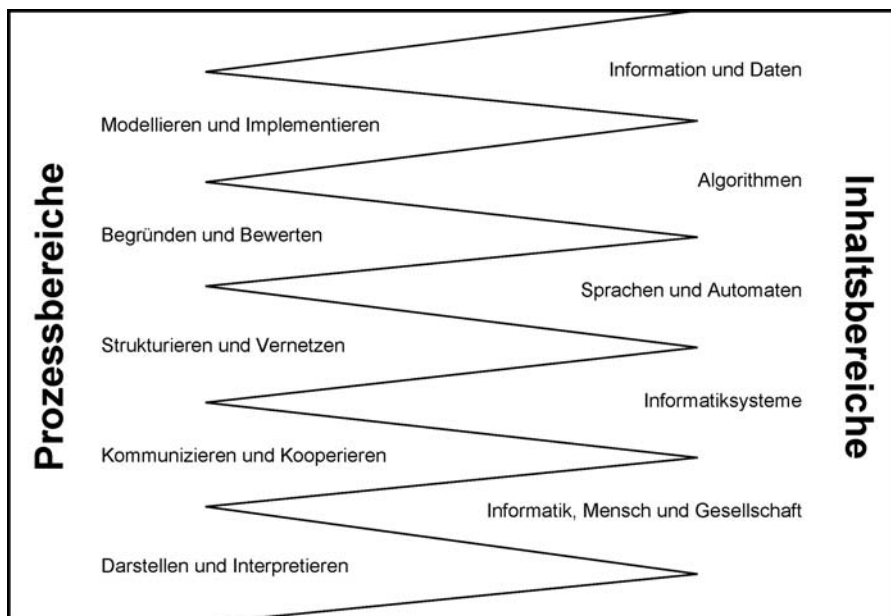 Prozessbereiche
Modellieren und Implementieren
Begründen und Bewerten
Strukturieren und Vernetzen
Kommunizieren und Kooperieren
Darstellen und Interpretieren
Information und Daten
Algorithmen
Sprachen und Automaten
Informatiksysteme
Informatik, Mensch und Gesellschaft
Inhaltsbereiche